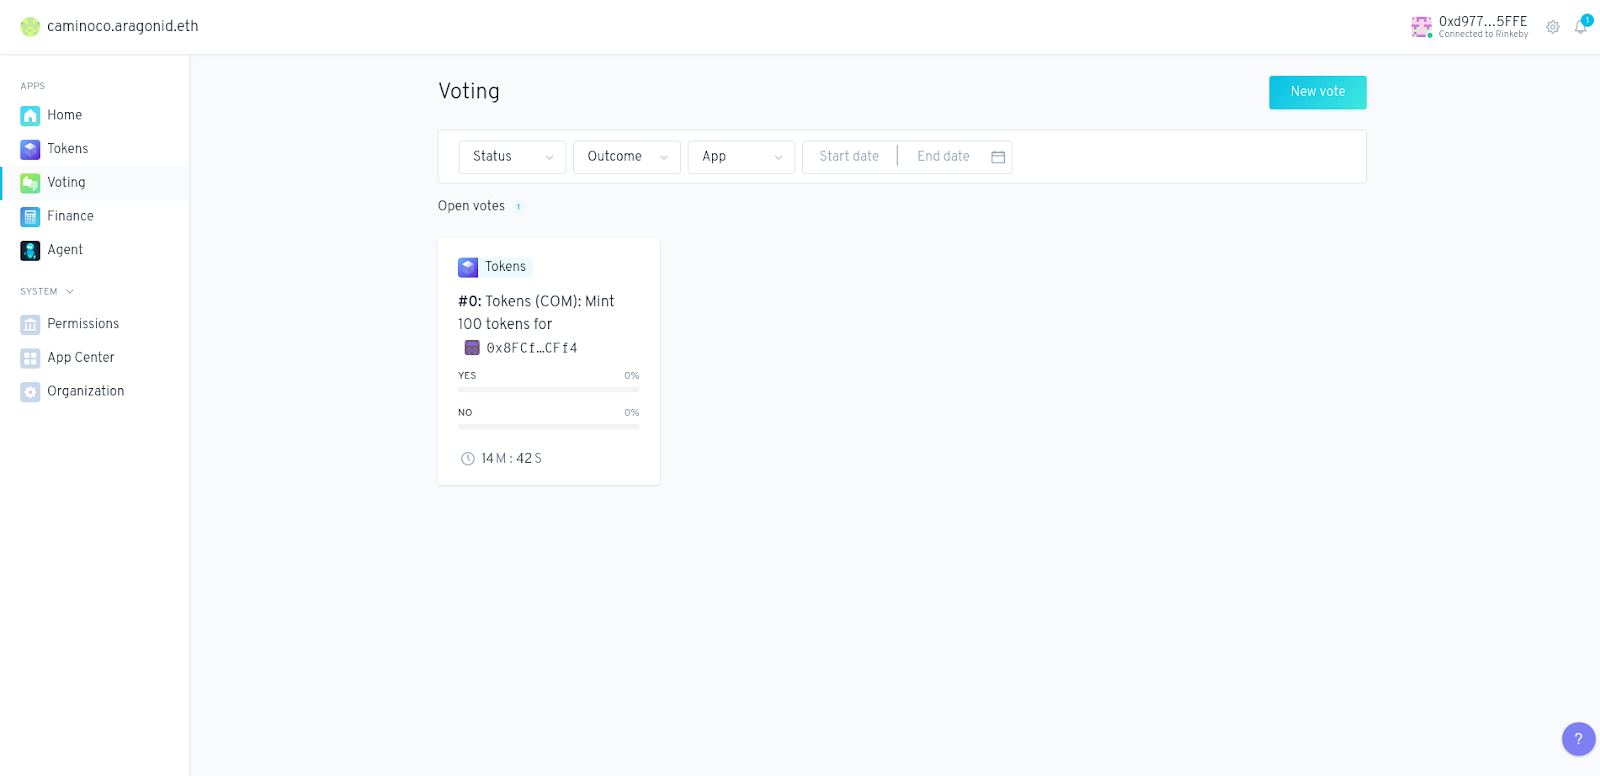 caminoco.aragonid.eth
0xd977...5FFE
Connected to Rinkeby
1
APPS
Home
Tokens
Voting
Finance
Agent
SYSTEM
Permissions
App Center
Organization
Voting
New vote
Status
Outcome
App
Start date
End date
Open votes 1
Tokens
#0: Tokens (COM): Mint
100 tokens for
0x8FCf…CFf4
YES 0%
NO 0%
14 M : 42 S
?